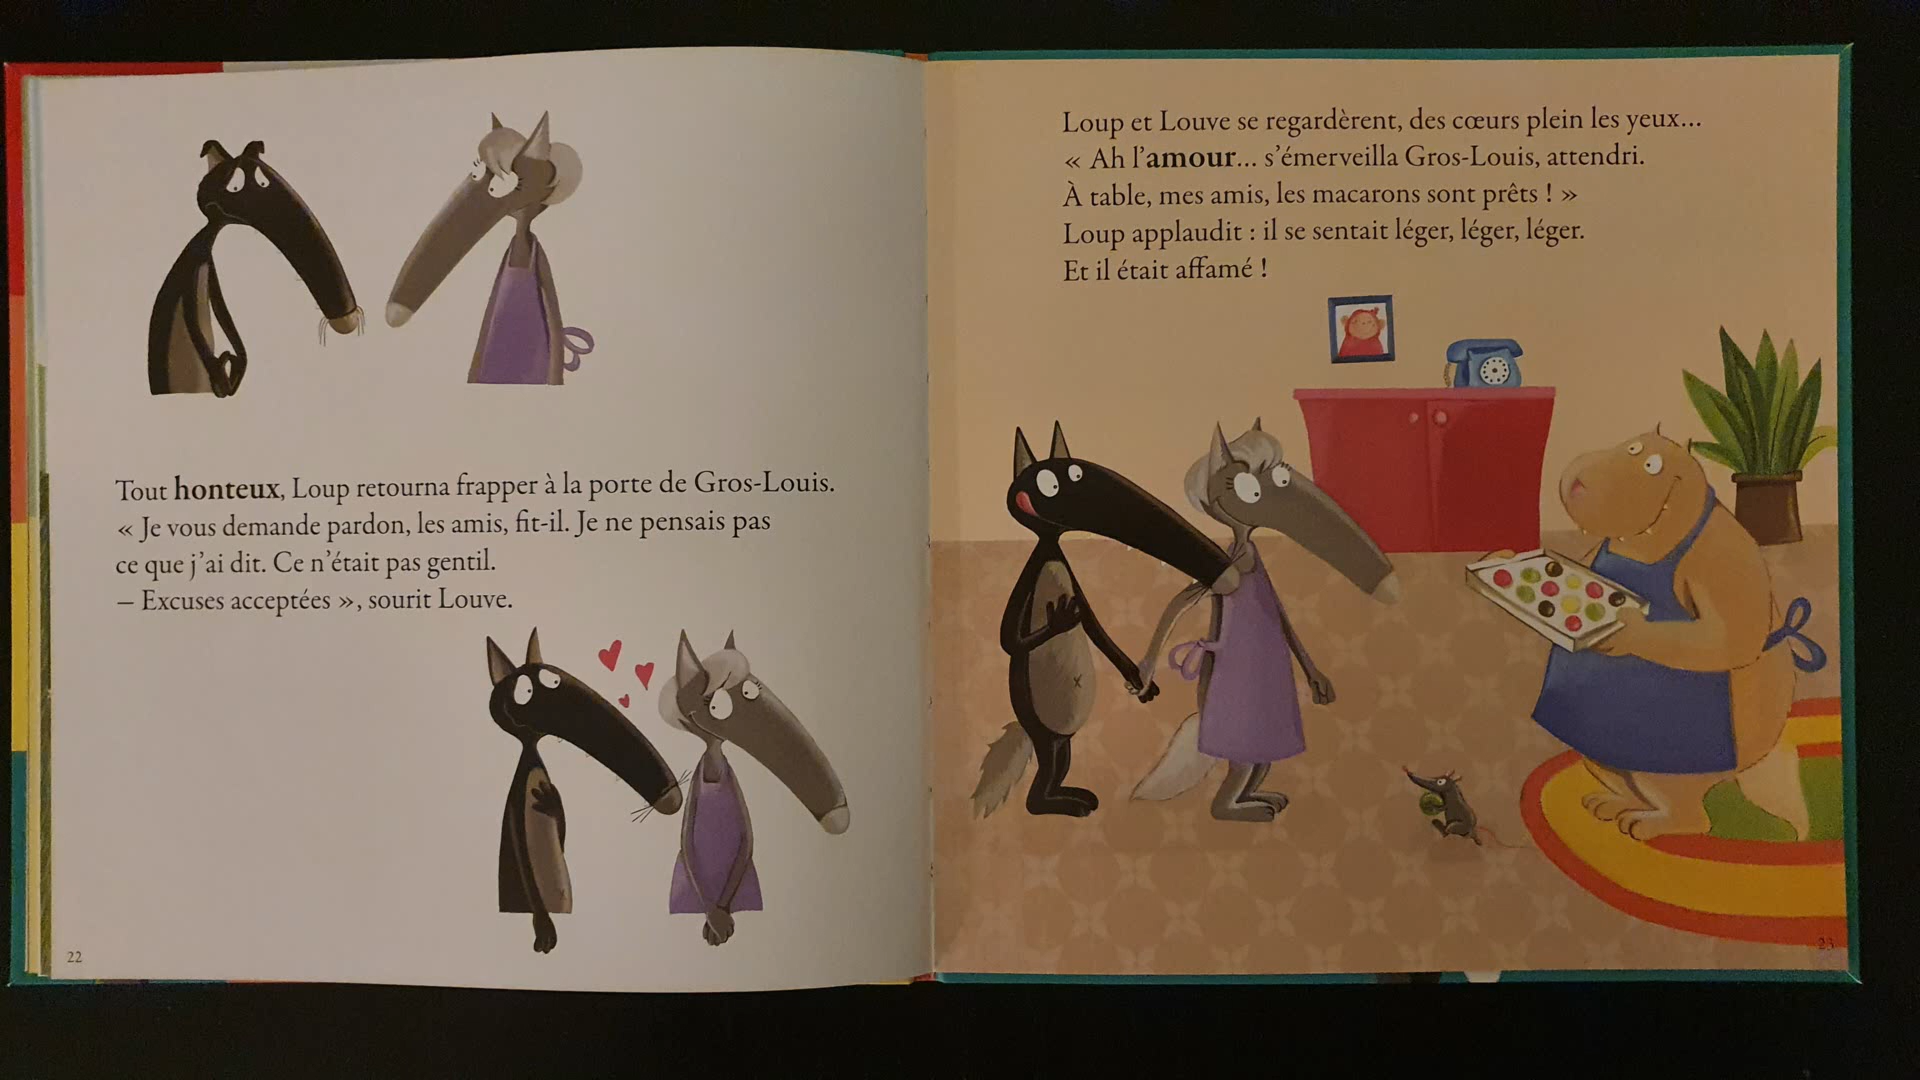 Tout honteux, Loup retourna frapper à la porte de Gros-Louis.
« Je vous demande pardon, les amis, fit-il. Je ne pensais pas
ce que j’ai dit. Ce n’était pas gentil.
– Excuses acceptées », sourit Louve.
22
Loup et Louve se regardèrent, des cœurs plein les yeux...
« Ah l’amour... s’émerveilla Gros-Louis, attendri.
À table, mes amis, les macarons sont prêts ! »
Loup applaudit : il se sentait léger, léger, léger.
Et il était affamé !
23